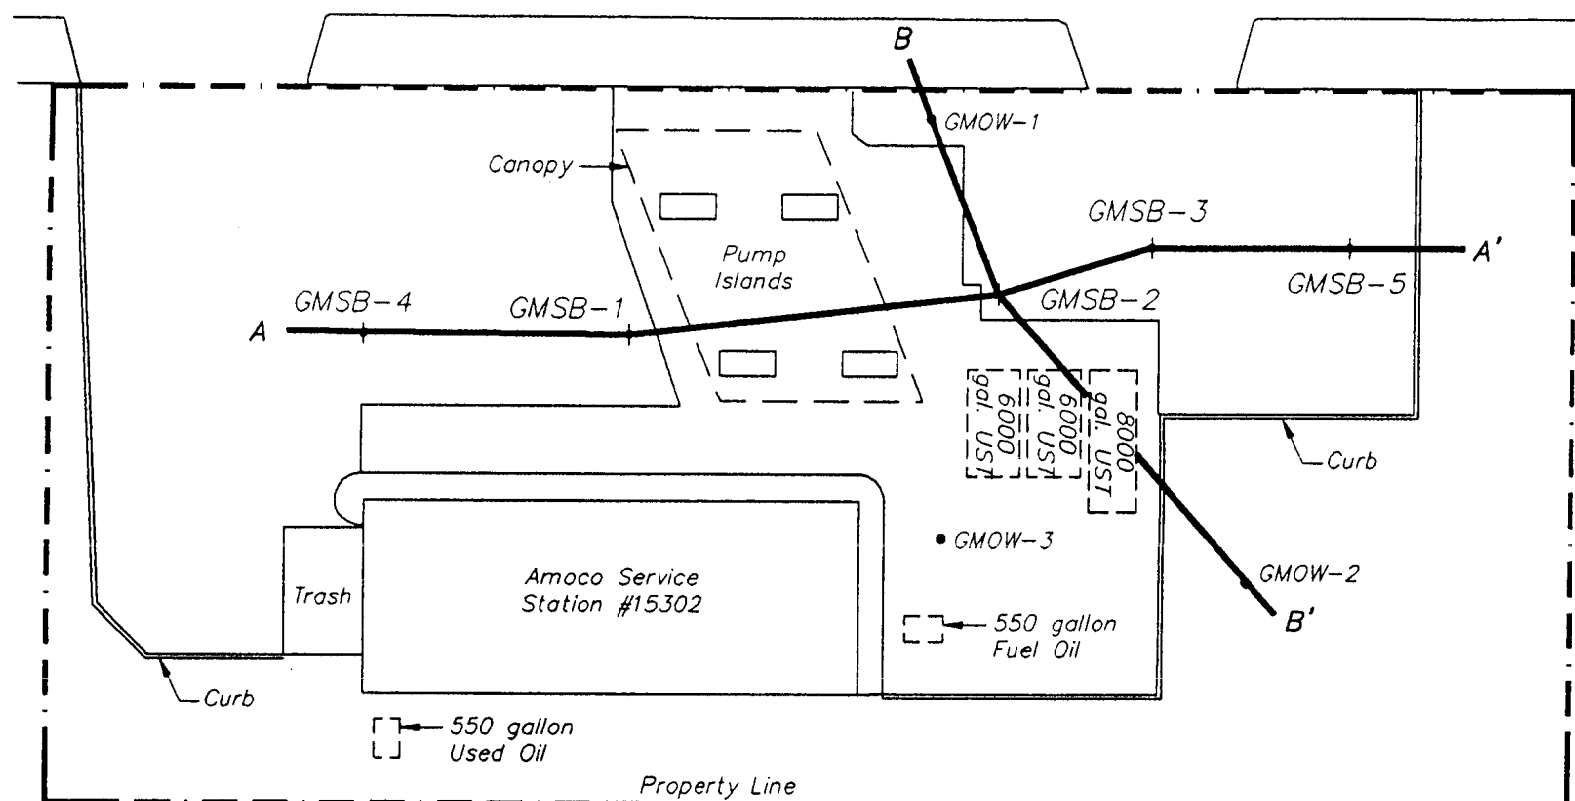 B
GMOW-1
Canopy
GMSB-3
Pump
Islands
A'
GMSB-4
GMSB-1
GMSB-2
GMSB-5
A
6000
gal. UST
6000
gal. UST
8000
gal. UST
Curb
GMOW-3
GMOW-2
Amoco Service
Station #15302
Trash
550 gallon
Fuel Oil
B'
Curb
550 gallon
Used Oil
Property Line